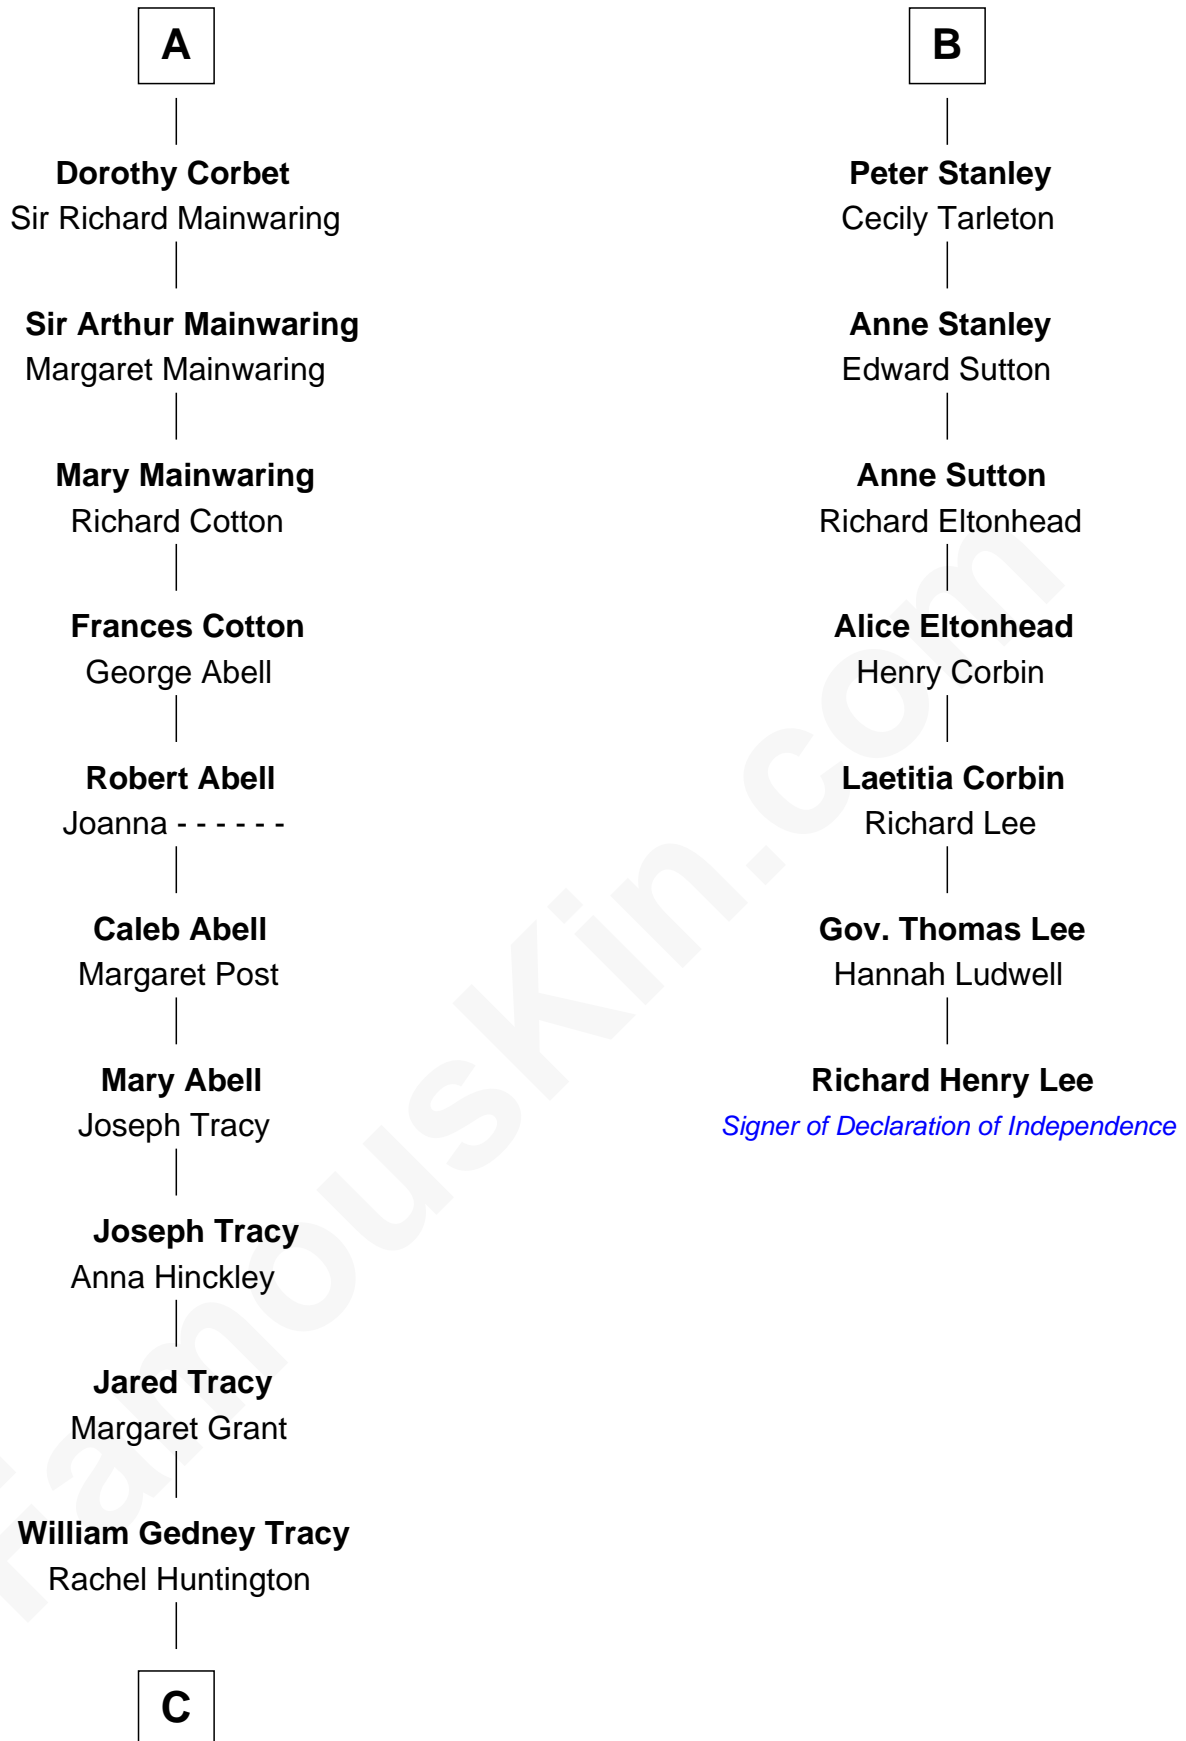 A
Dorothy Corbet
Sir Richard Mainwaring
Sir Arthur Mainwaring
Margaret Mainwaring
Mary Mainwaring
Richard Cotton
Frances Cotton
George Abell
Robert Abell
Joanna - - - - - -
Caleb Abell
Margaret Post
Mary Abell
Joseph Tracy
Joseph Tracy
Anna Hinckley
Jared Tracy
Margaret Grant
William Gedney Tracy
Rachel Huntington
C
B
Peter Stanley
Cecily Tarleton
Anne Stanley
Edward Sutton
Anne Sutton
Richard Eltonhead
Alice Eltonhead
Henry Corbin
Laetitia Corbin
Richard Lee
Gov. Thomas Lee
Hannah Ludwell
Richard Henry Lee
Signer of Declaration of Independence
FamousKin.com